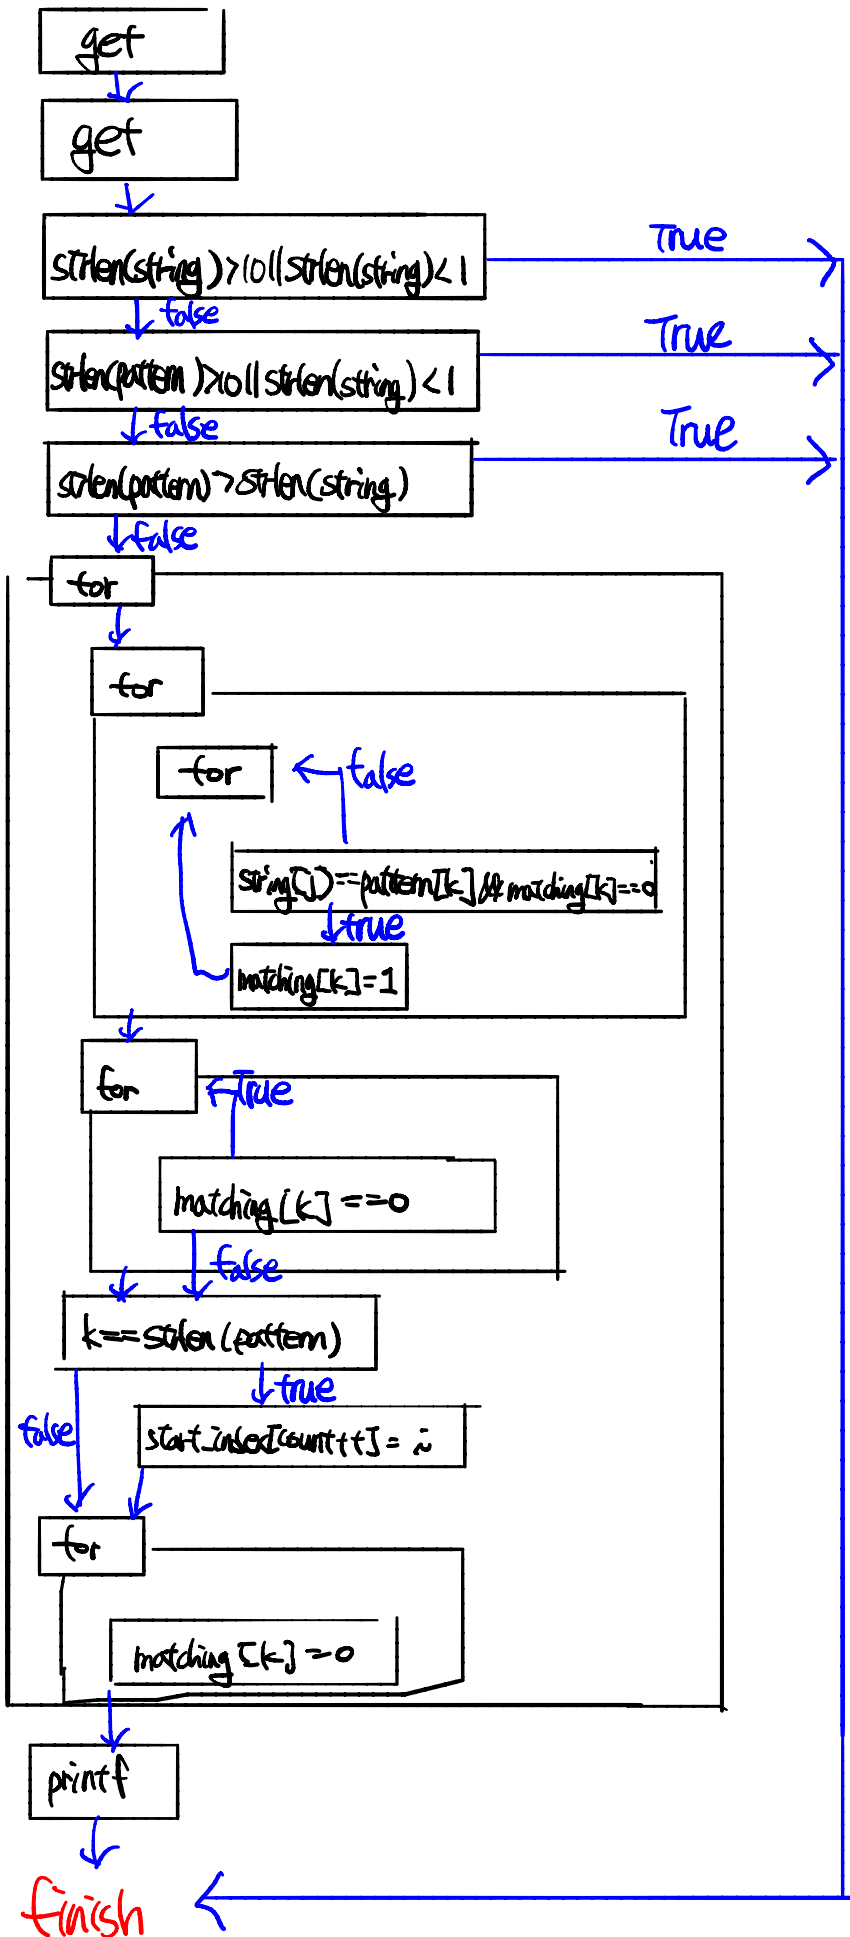 get
get
strlen(string)>10||strlen(string)<1
True
false
strlen(pattern)>10||strlen(string)<1
True
false
strlen(pattern)>strlen(string)
True
false
for
for
for
false
string[j]==pattern[k]&&matching[k]==0
true
matching[k]=1
for
True
matching[k]==0
false
k==strlen(pattern)
true
false
start_index[count++]=i
for
matching[k]=0
printf
finish